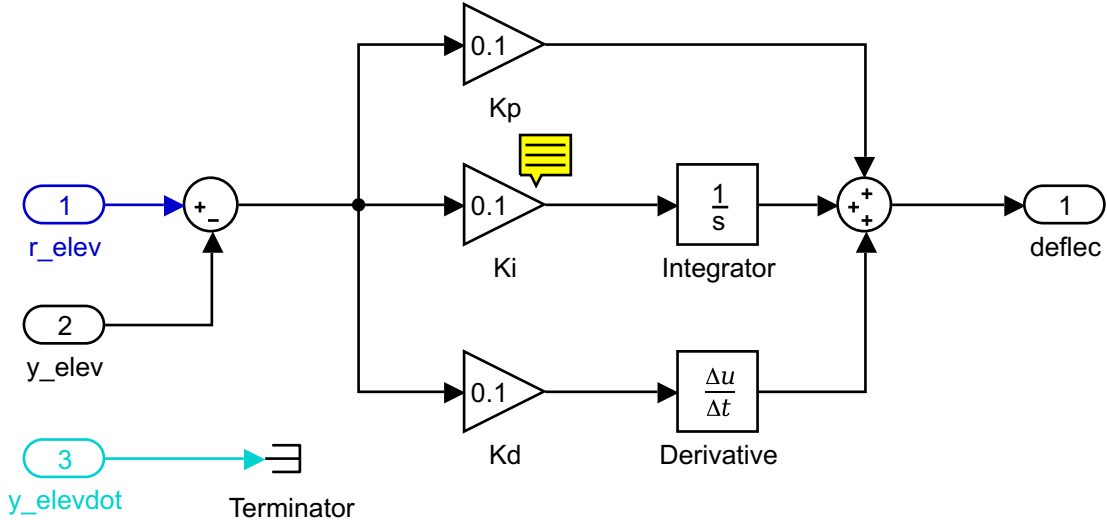 0.1
Kp
1
r_elev
+
−
0.1
Ki
1
s
Integrator
+
+
+
1
deflec
2
y_elev
0.1
Kd
Δu
Δt
Derivative
3
y_elevdot
Terminator